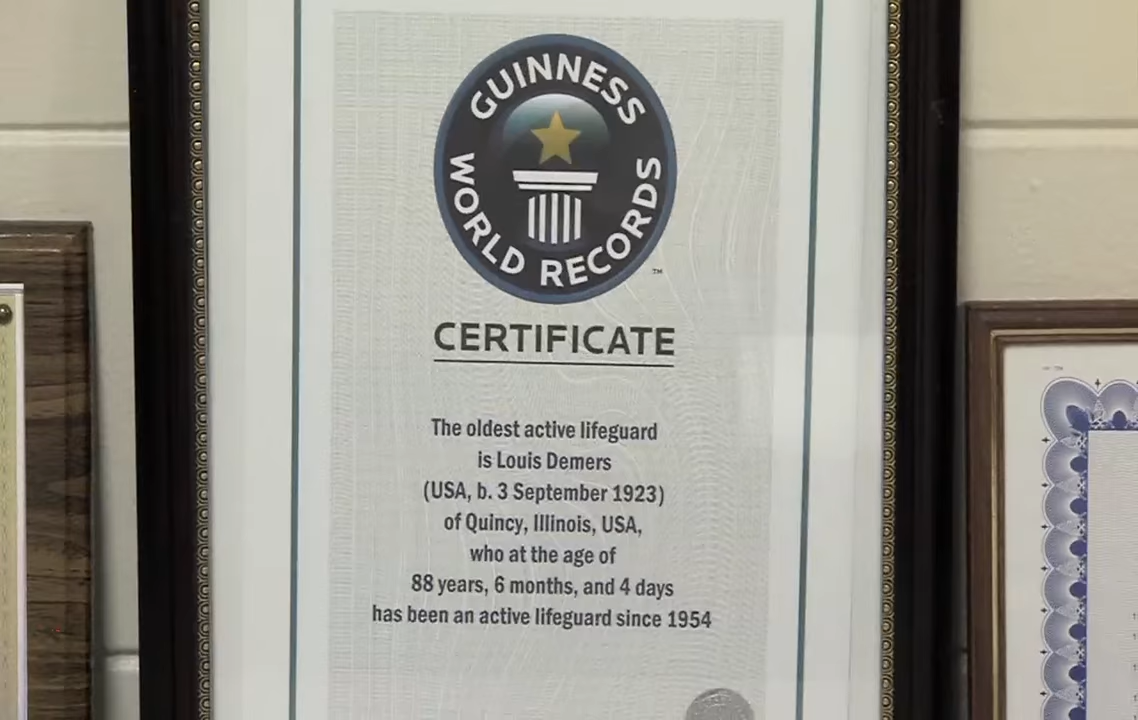 GUINNESS
WORLD RECORDS
™
CERTIFICATE
The oldest active lifeguard
is Louis Demers
(USA, b. 3 September 1923)
of Quincy, Illinois, USA,
who at the age of
88 years, 6 months, and 4 days
has been an active lifeguard since 1954